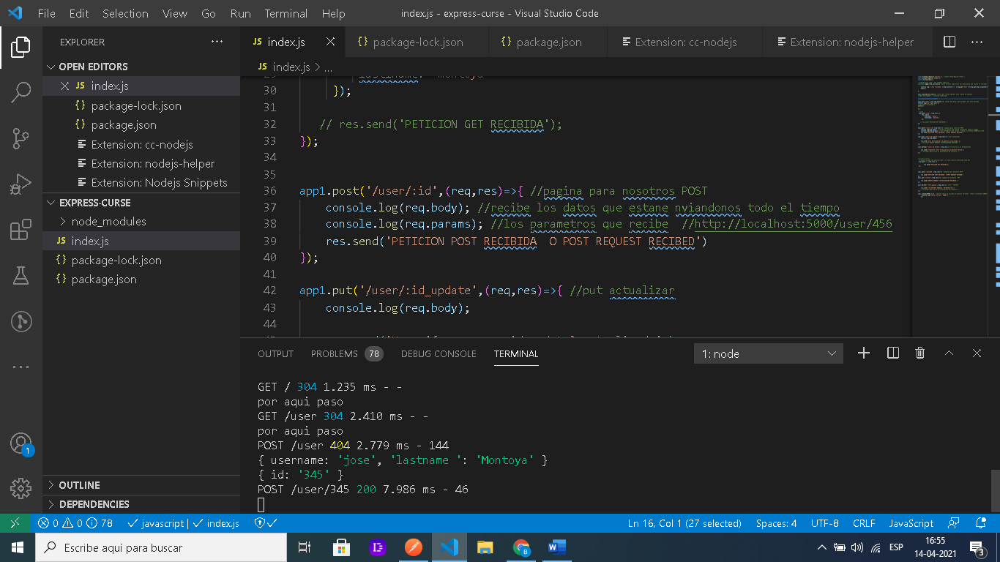 File Edit Selection View Go Run Terminal Help
index.js - express-curse - Visual Studio Code
EXPLORER
OPEN EDITORS
JS index.js
{} package-lock.json
{} package.json
Extension: cc-nodejs
Extension: nodejs-helper
Extension: Nodejs Snippets
EXPRESS-CURSE
node_modules
JS index.js
{} package-lock.json
{} package.json
OUTLINE
DEPENDENCIES
1
JS index.js {} package-lock.json {} package.json Extension: cc-nodejs Extension: nodejs-helper
JS index.js > ...
30 });
31
32 // res.send('PETICION GET RECIBIDA');
33 });
34
35
36 app1.post('/user/:id',(req,res)=>{ //pagina para nosotros POST
37 console.log(req.body); //recibe los datos que estane nviandonos todo el tiempo
38 console.log(req.params); //los parametros que recibe //http://localhost:5000/user/456
39 res.send('PETICION POST RECIBIDA O POST REQUEST RECIBED')
40 });
41
42 app1.put('/user/:id_update',(req,res)=>{ //put actualizar
43 console.log(req.body);
44
OUTPUT PROBLEMS 78 DEBUG CONSOLE TERMINAL
1: node
GET / 304 1.235 ms - -
por aqui paso
GET /user 304 2.410 ms - -
por aqui paso
POST /user 404 2.779 ms - 144
{ username: 'jose', 'lastname ': 'Montoya' }
{ id: '345' }
POST /user/345 200 7.986 ms - 46
0 0 78 javascript | index.js
Ln 16, Col 1 (27 selected) Spaces: 4 UTF-8 CRLF JavaScript
Escribe aquí para buscar
ESP
16:55
14-04-2021
3